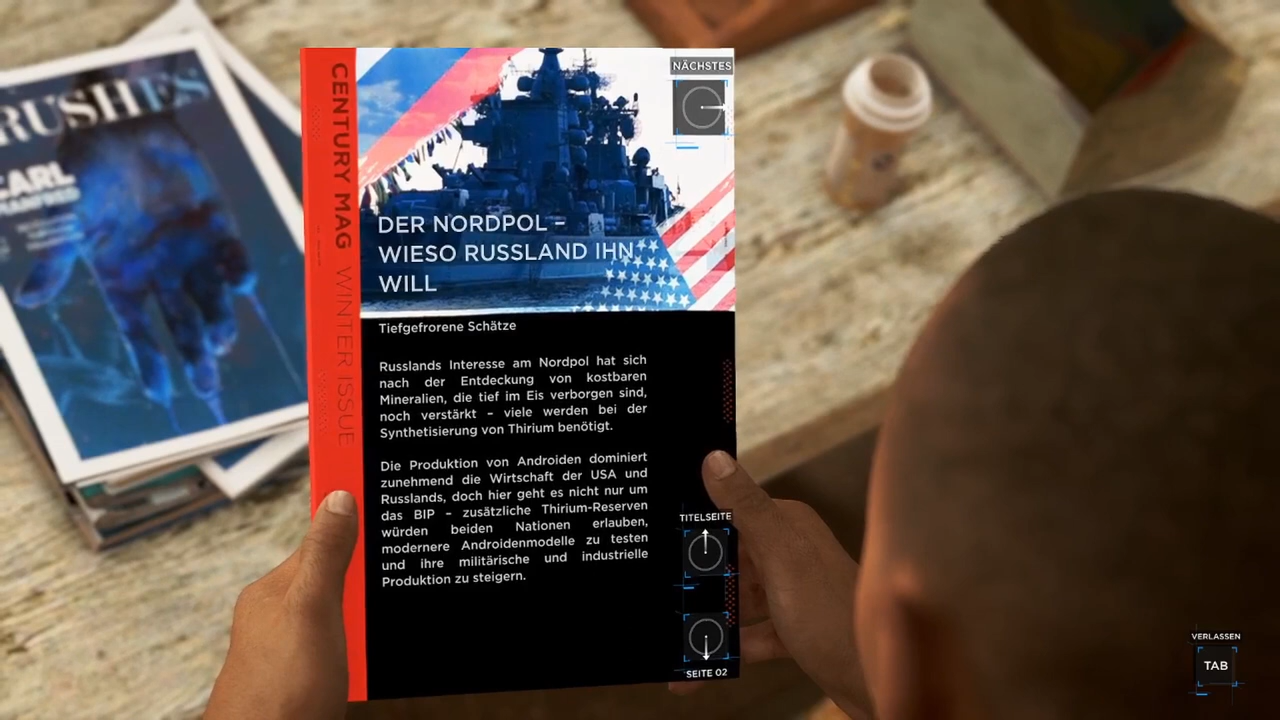 RUSHES
CARL
MANFRED
CENTURY MAG WINTER ISSUE
NÄCHSTES
DER NORDPOL –
WIESO RUSSLAND IHN
WILL
Tiefgefrorene Schätze
Russlands Interesse am Nordpol hat sich
nach der Entdeckung von kostbaren
Mineralien, die tief im Eis verborgen sind,
noch verstärkt – viele werden bei der
Synthetisierung von Thirium benötigt.
Die Produktion von Androiden dominiert
zunehmend die Wirtschaft der USA und
Russlands, doch hier geht es nicht nur um
das BIP – zusätzliche Thirium-Reserven
würden beiden Nationen erlauben,
modernere Androidenmodelle zu testen
und ihre militärische und industrielle
Produktion zu steigern.
TITELSEITE
SEITE 02
VERLASSEN
TAB